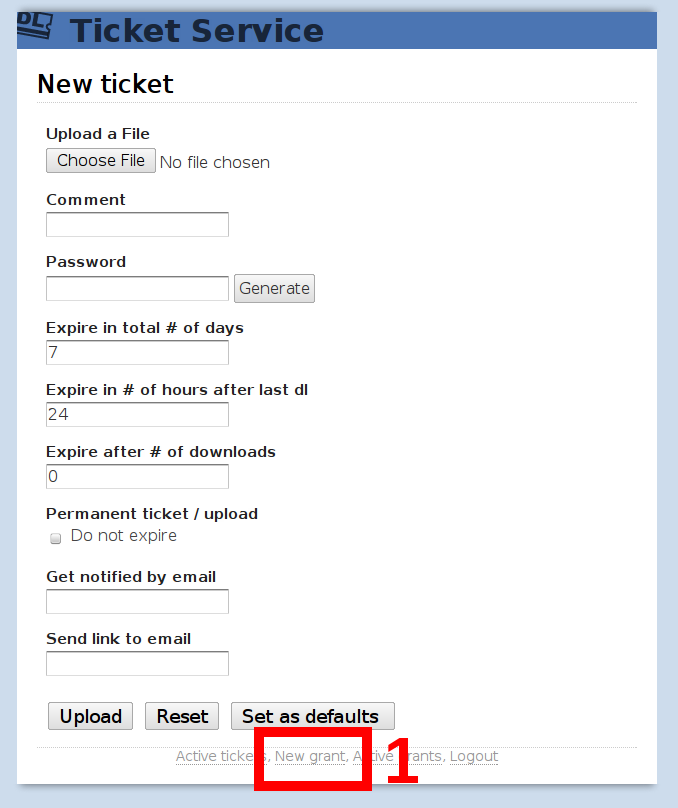 DL
Ticket Service
New ticket
Upload a File
Choose File No file chosen
Comment
Password
Generate
Expire in total # of days
7
Expire in # of hours after last dl
24
Expire after # of downloads
0
Permanent ticket / upload
Do not expire
Get notified by email
Send link to email
Upload Reset Set as defaults
Active tickets, New grant, Active grants, Logout
1